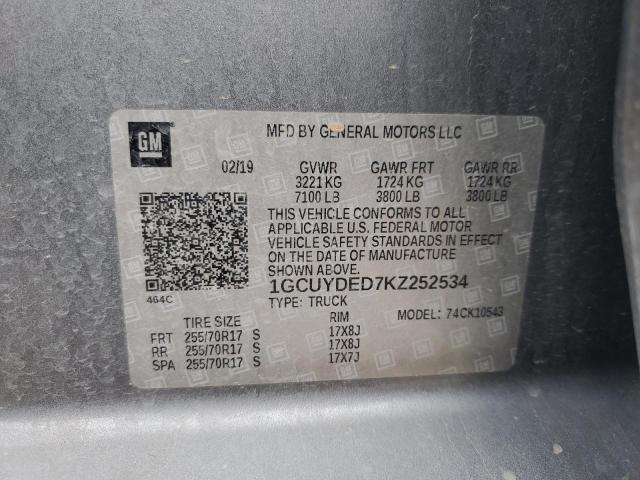 GM
MFD BY GENERAL MOTORS LLC
02/19 GVWR GAWR FRT GAWR RR
3221 KG 1724 KG 1724 KG
7100 LB 3800 LB 3800 LB
THIS VEHICLE CONFORMS TO ALL
APPLICABLE U.S. FEDERAL MOTOR
VEHICLE SAFETY STANDARDS IN EFFECT
ON THE DATE OF MANUFACTURE
SHOWN ABOVE.
464C
1GCUYDED7KZ252534
TYPE: TRUCK MODEL: 74CK10543
TIRE SIZE RIM
FRT 255/70R17 S 17X8J
RR 255/70R17 S 17X8J
SPA 255/70R17 S 17X7J